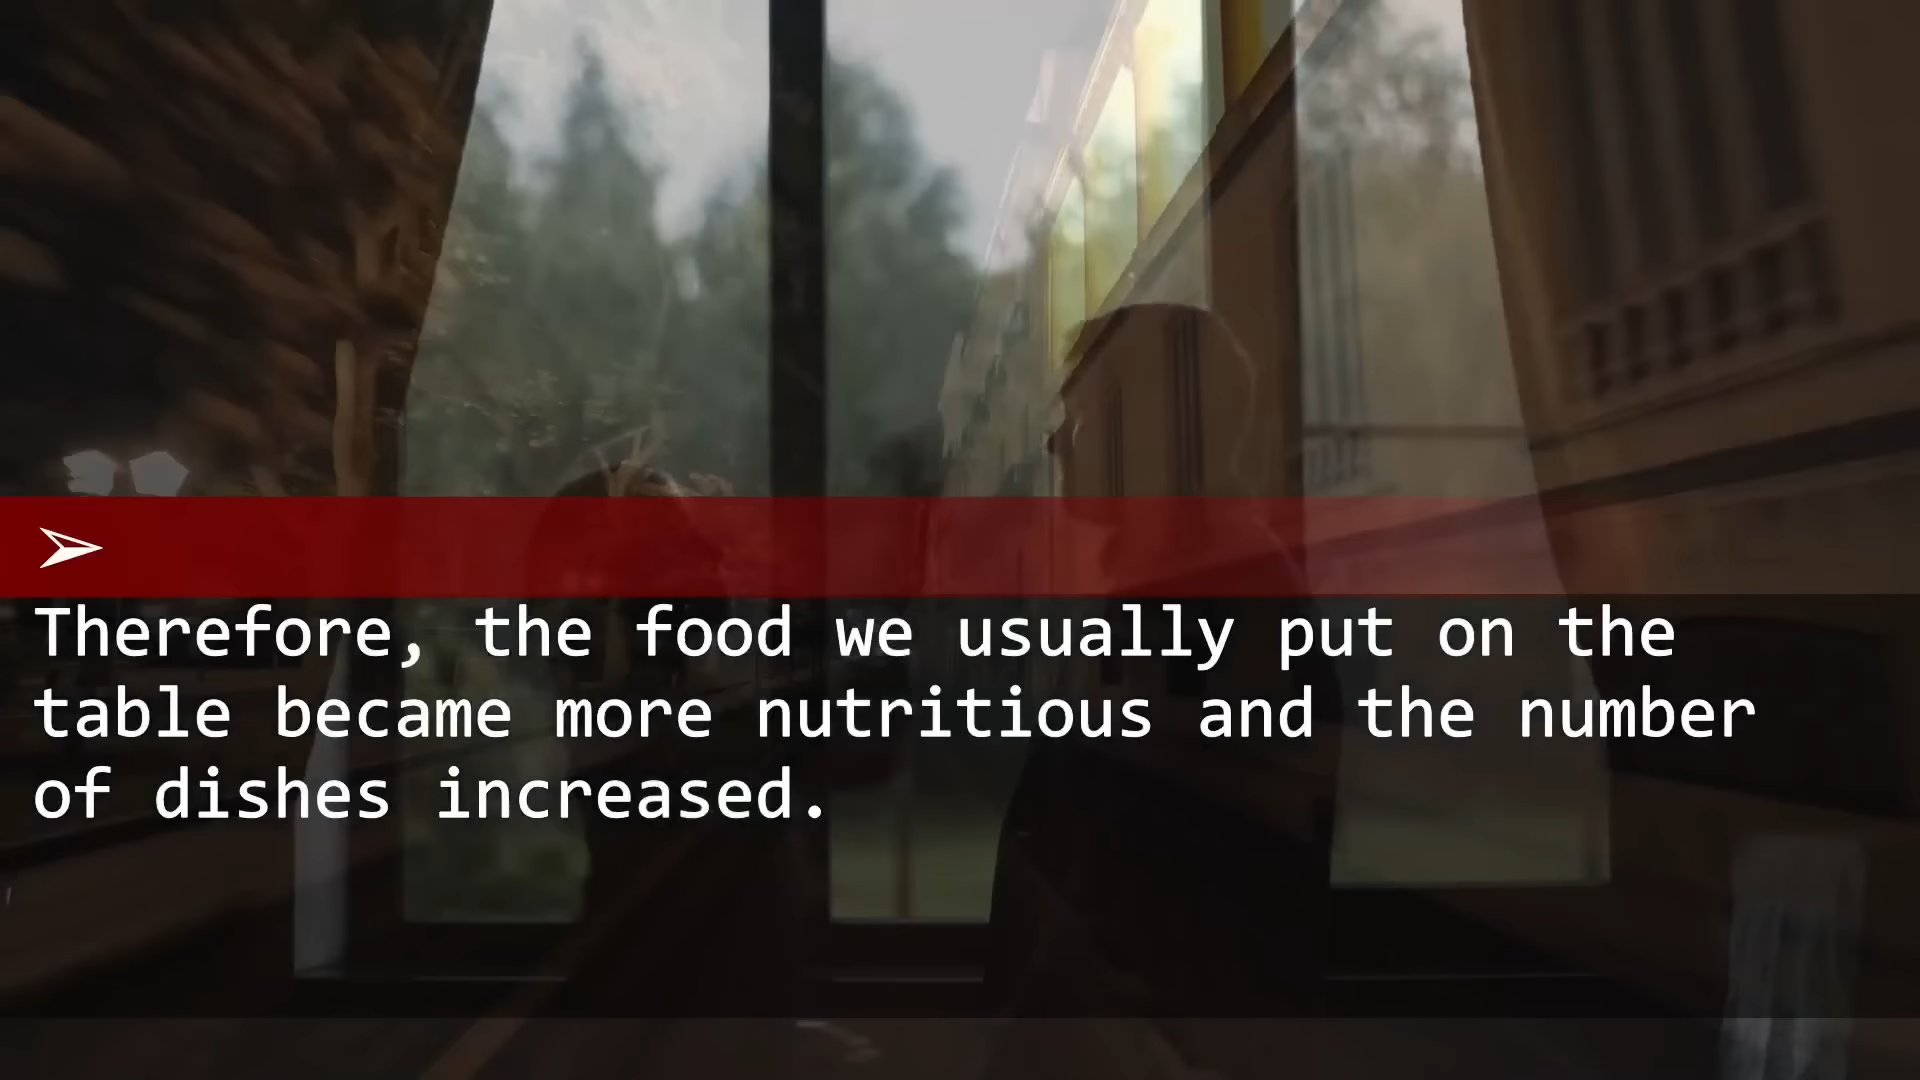 Therefore, the food we usually put on the
table became more nutritious and the number
of dishes increased.